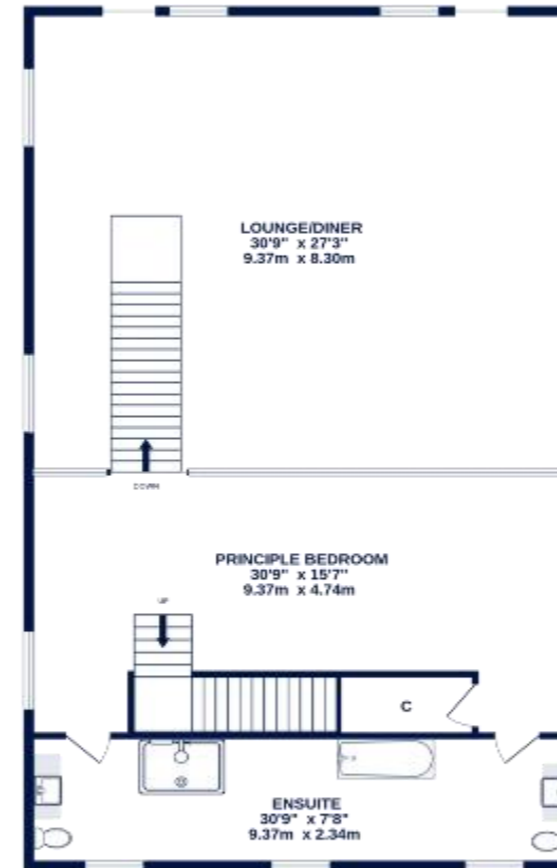 LOUNGE/DINER
30'9" x 27'3"
9.37m x 8.30m
DOWN
PRINCIPLE BEDROOM
30'9" x 15'7"
9.37m x 4.74m
UP
C
ENSUITE
30'9" x 7'8"
9.37m x 2.34m